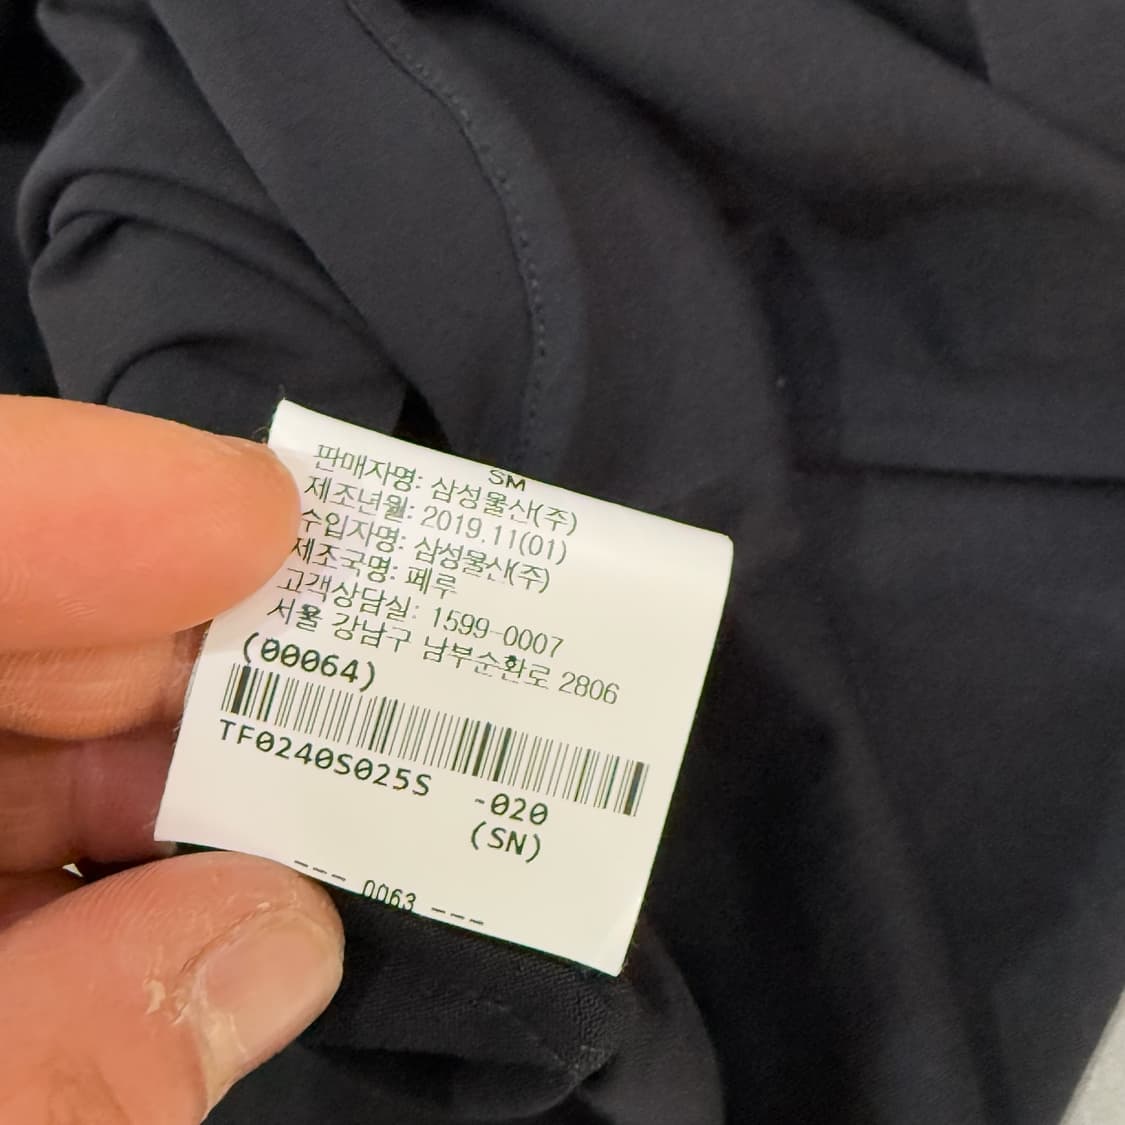 SM
판매자명: 삼성물산(주)
제조년월: 2019.11(01)
수입자명: 삼성물산(주)
제조국명: 페루
고객상담실: 1599-0007
서울 강남구 남부순환로 2806
(00064)
TF0240S025S -020
(SN)
--- 0063 ---